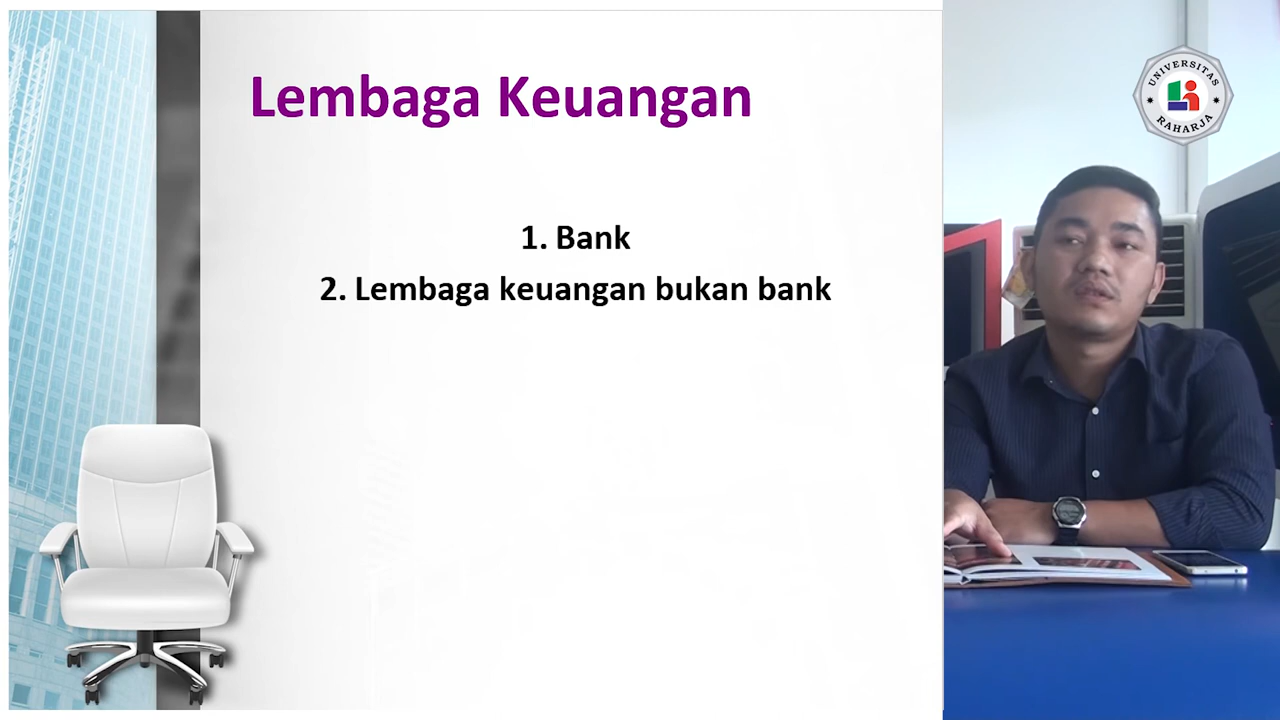 Lembaga Keuangan
1. Bank
2. Lembaga keuangan bukan bank
UNIVERSITAS
RAHARJA